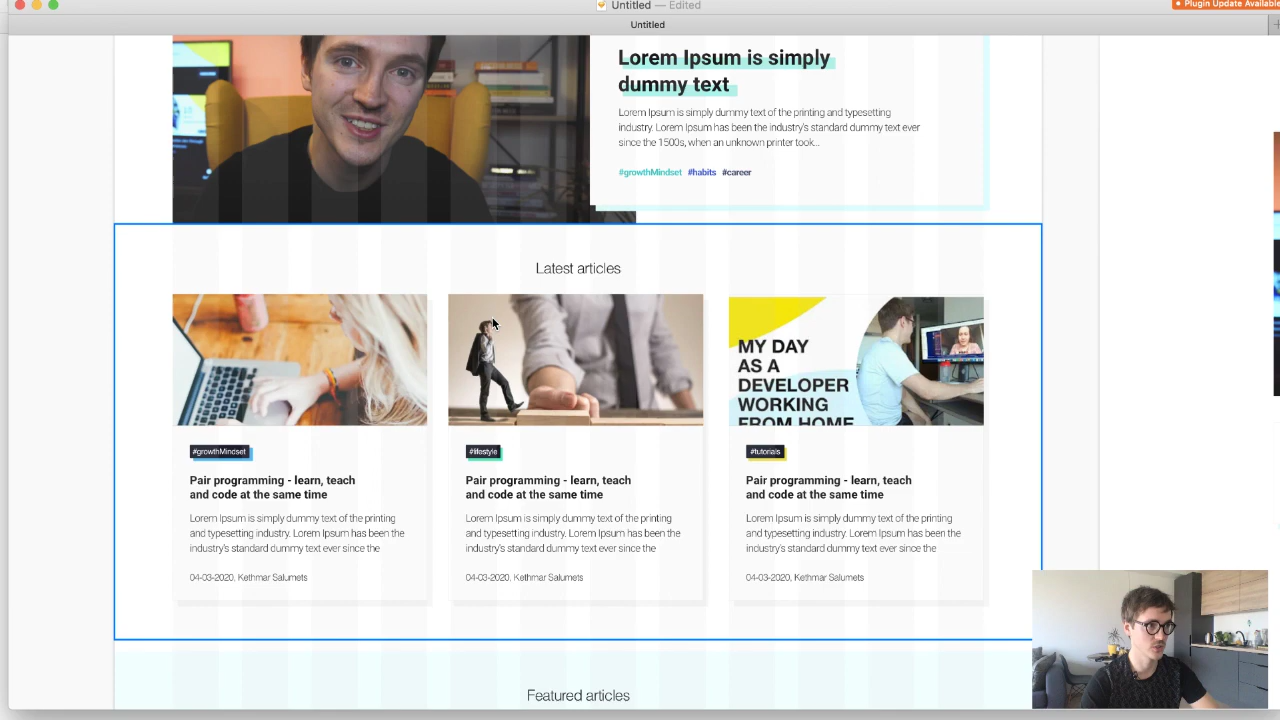 Untitled — Edited
Plugin Update Available
Untitled
Lorem Ipsum is simply
dummy text
Lorem Ipsum is simply dummy text of the printing and typesetting
industry. Lorem Ipsum has been the industry's standard dummy text ever
since the 1500s, when an unknown printer took...
#growthMindset #habits #career
Latest articles
MY DAY
AS A
DEVELOPER
WORKING
FROM HOME
#growthMindset
Pair programming - learn, teach
and code at the same time
Lorem Ipsum is simply dummy text of the printing
and typesetting industry. Lorem Ipsum has been the
industry's standard dummy text ever since the
04-03-2020, Kethmar Salumets
#lifestyle
Pair programming - learn, teach
and code at the same time
Lorem Ipsum is simply dummy text of the printing
and typesetting industry. Lorem Ipsum has been the
industry's standard dummy text ever since the
04-03-2020, Kethmar Salumets
#tutorials
Pair programming - learn, teach
and code at the same time
Lorem Ipsum is simply dummy text of the printing
and typesetting industry. Lorem Ipsum has been the
industry's standard dummy text ever since the
04-03-2020, Kethmar Salumets
Featured articles